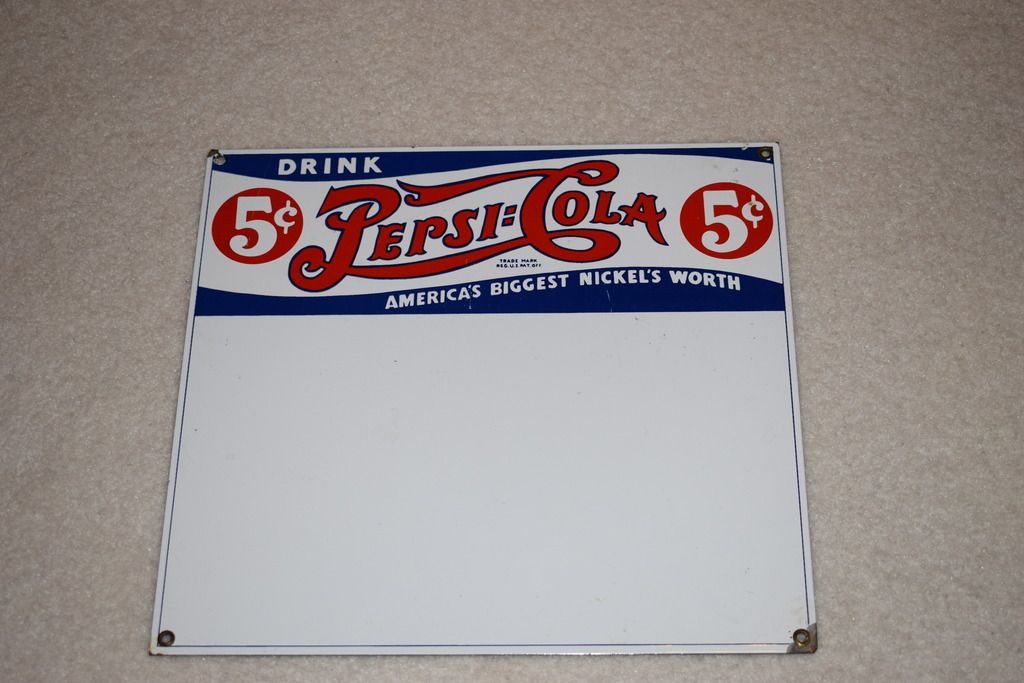 DRINK
5¢ PEPSI:COLA 5¢
TRADE MARK
REG. U.S. PAT. OFF.
AMERICA'S BIGGEST NICKEL'S WORTH